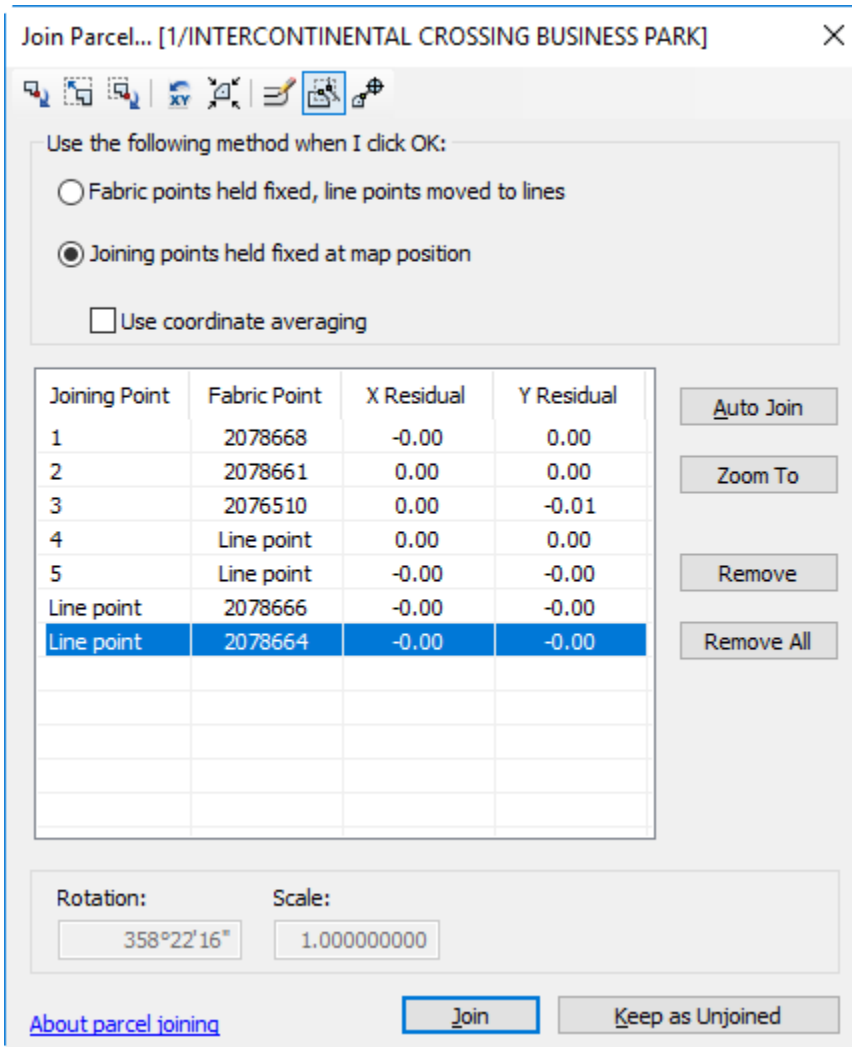 Join Parcel... [1/INTERCONTINENTAL CROSSING BUSINESS PARK]
XY
Use the following method when I click OK:
Fabric points held fixed, line points moved to lines
Joining points held fixed at map position
Use coordinate averaging
Joining Point Fabric Point X Residual Y Residual
1 2078668 -0.00 0.00
2 2078661 0.00 0.00
3 2076510 0.00 -0.01
4 Line point 0.00 0.00
5 Line point -0.00 -0.00
Line point 2078666 -0.00 -0.00
Line point 2078664 -0.00 -0.00
Auto Join
Zoom To
Remove
Remove All
Rotation: Scale:
358°22'16" 1.000000000
About parcel joining
Join
Keep as Unjoined